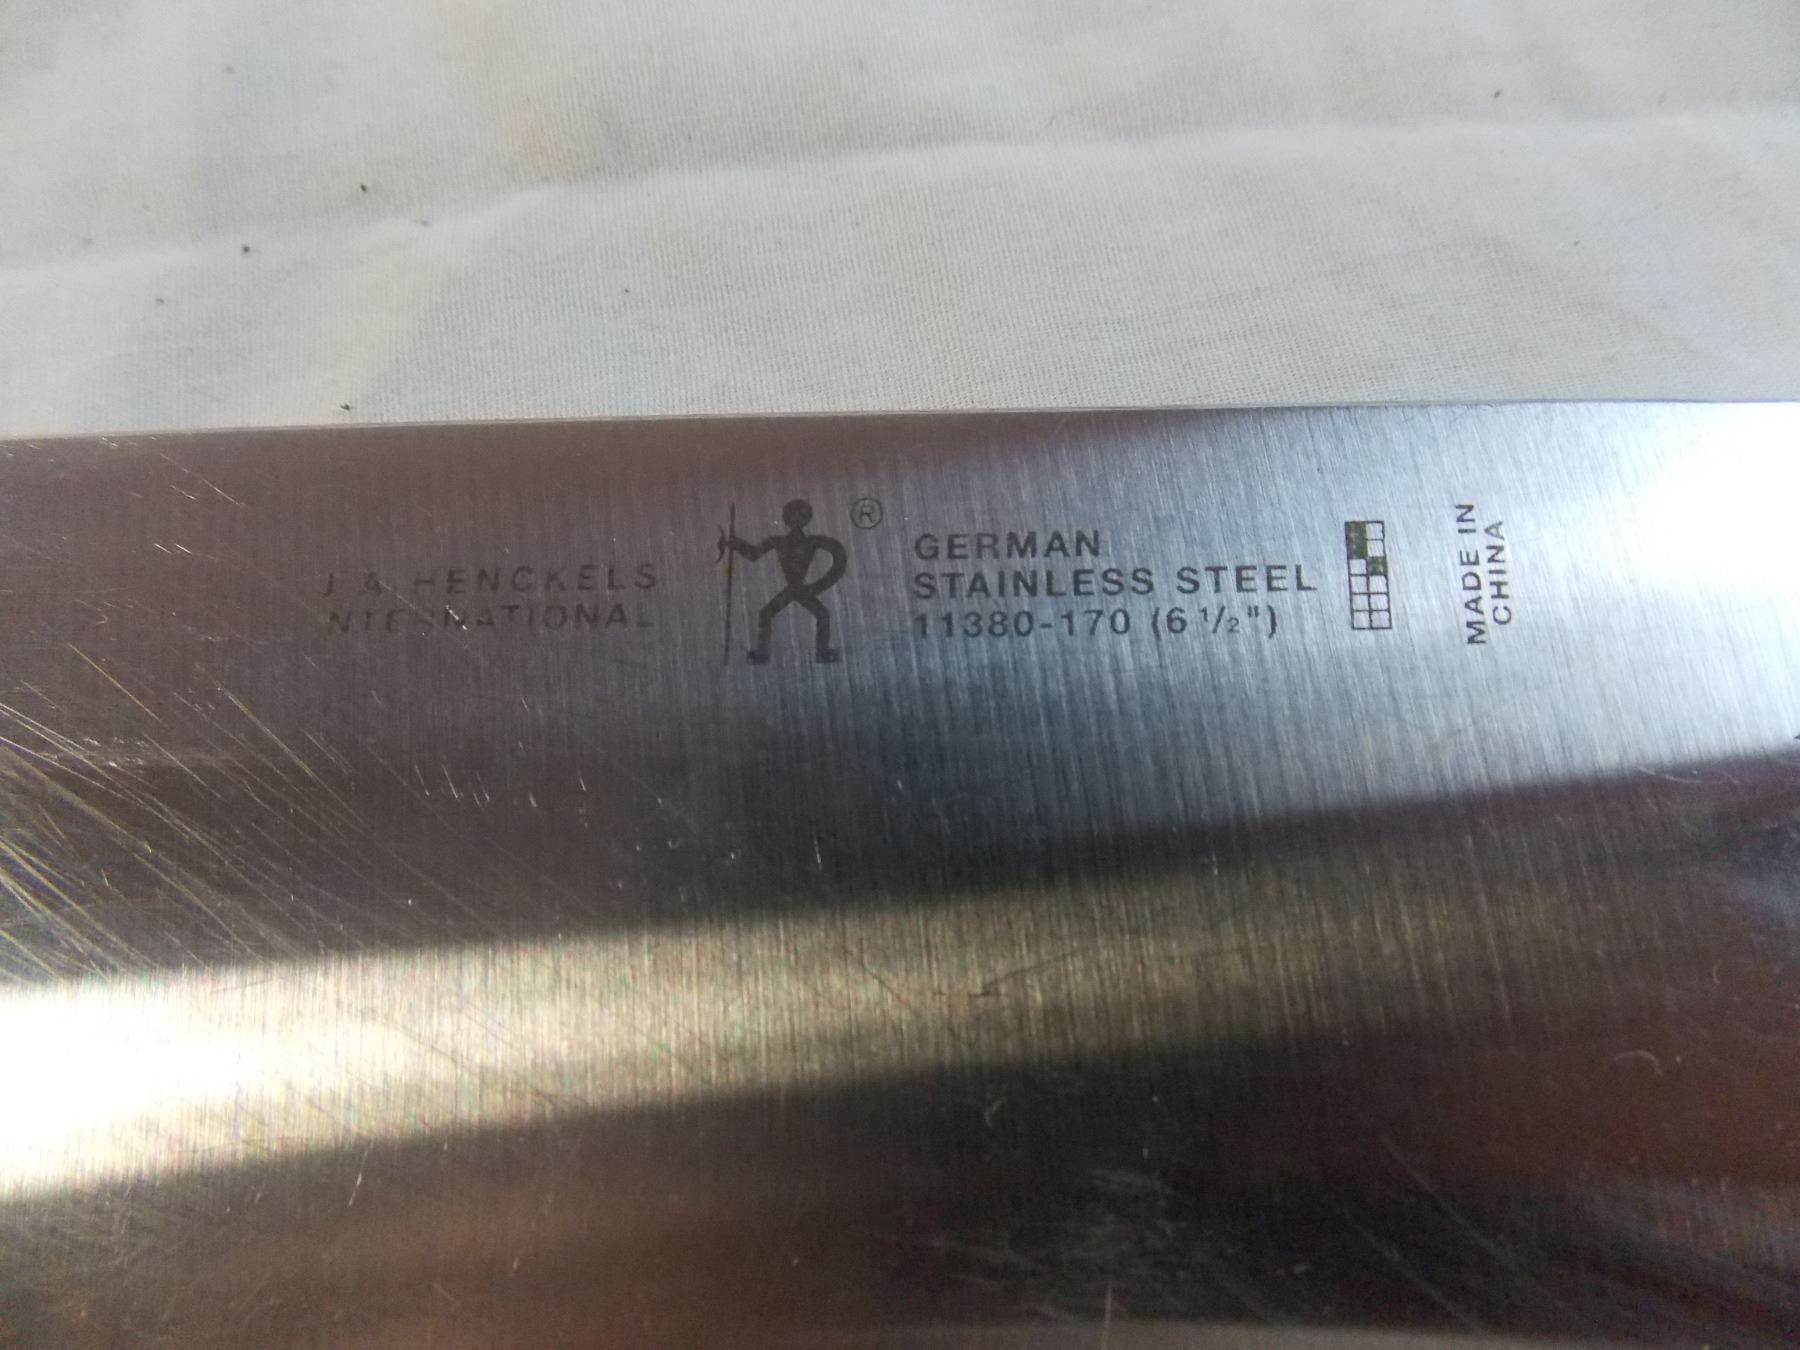 J A HENCKELS
INTERNATIONAL
®
GERMAN
STAINLESS STEEL
11380-170 (6 1/2")
MADE IN
CHINA